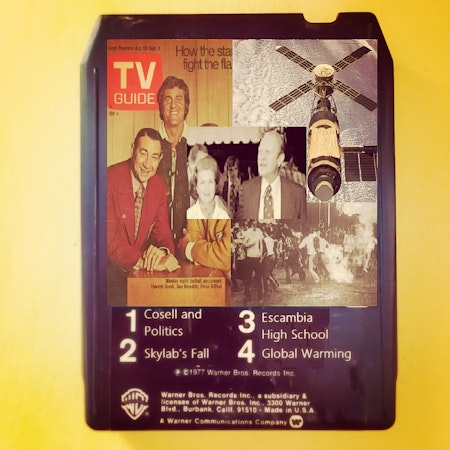 How the sta
fight the fla
TV
GUIDE
1 Cosell and
Politics
2 Skylab's Fall
3 Escambia
High School
4 Global Warming
℗ ©1977 Warner Bros. Records Inc.
Warner Bros. Records Inc., a subsidiary &
licensee of Warner Bros. Inc., 3300 Warner
Blvd., Burbank, Calif. 91510 • Made in U.S.A.
A Warner Communications Company